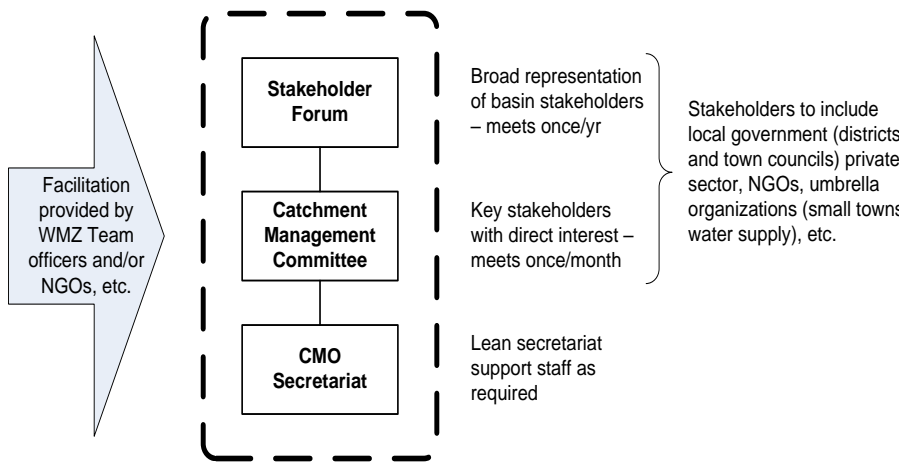 Facilitation
provided by
WMZ Team
officers and/or
NGOs, etc.
Stakeholder
Forum
Catchment
Management
Committee
CMO
Secretariat
Broad representation
of basin stakeholders
– meets once/yr
Key stakeholders
with direct interest –
meets once/month
Lean secretariat
support staff as
required
Stakeholders to include
local government (districts
and town councils) private
sector, NGOs, umbrella
organizations (small towns
water supply), etc.